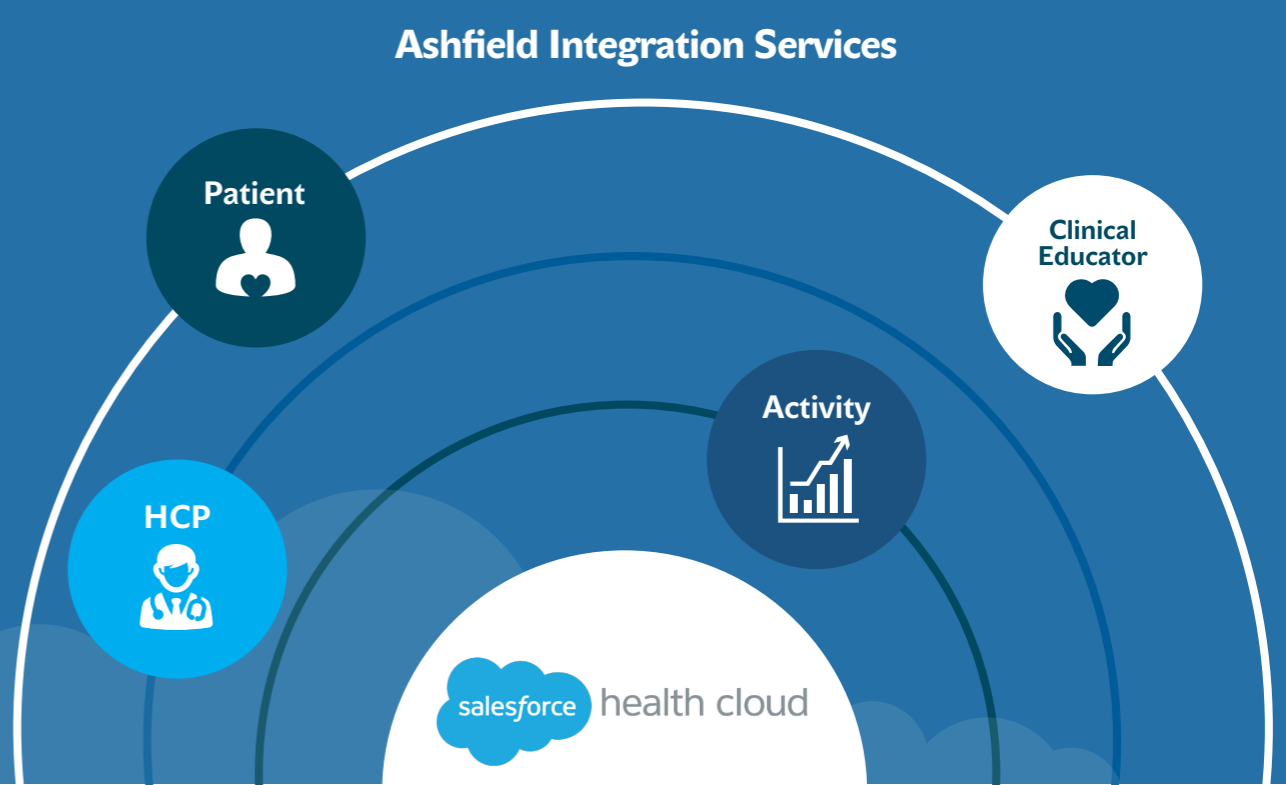 Ashfield Integration Services
Patient
Clinical
Educator
Activity
HCP
salesforce health cloud